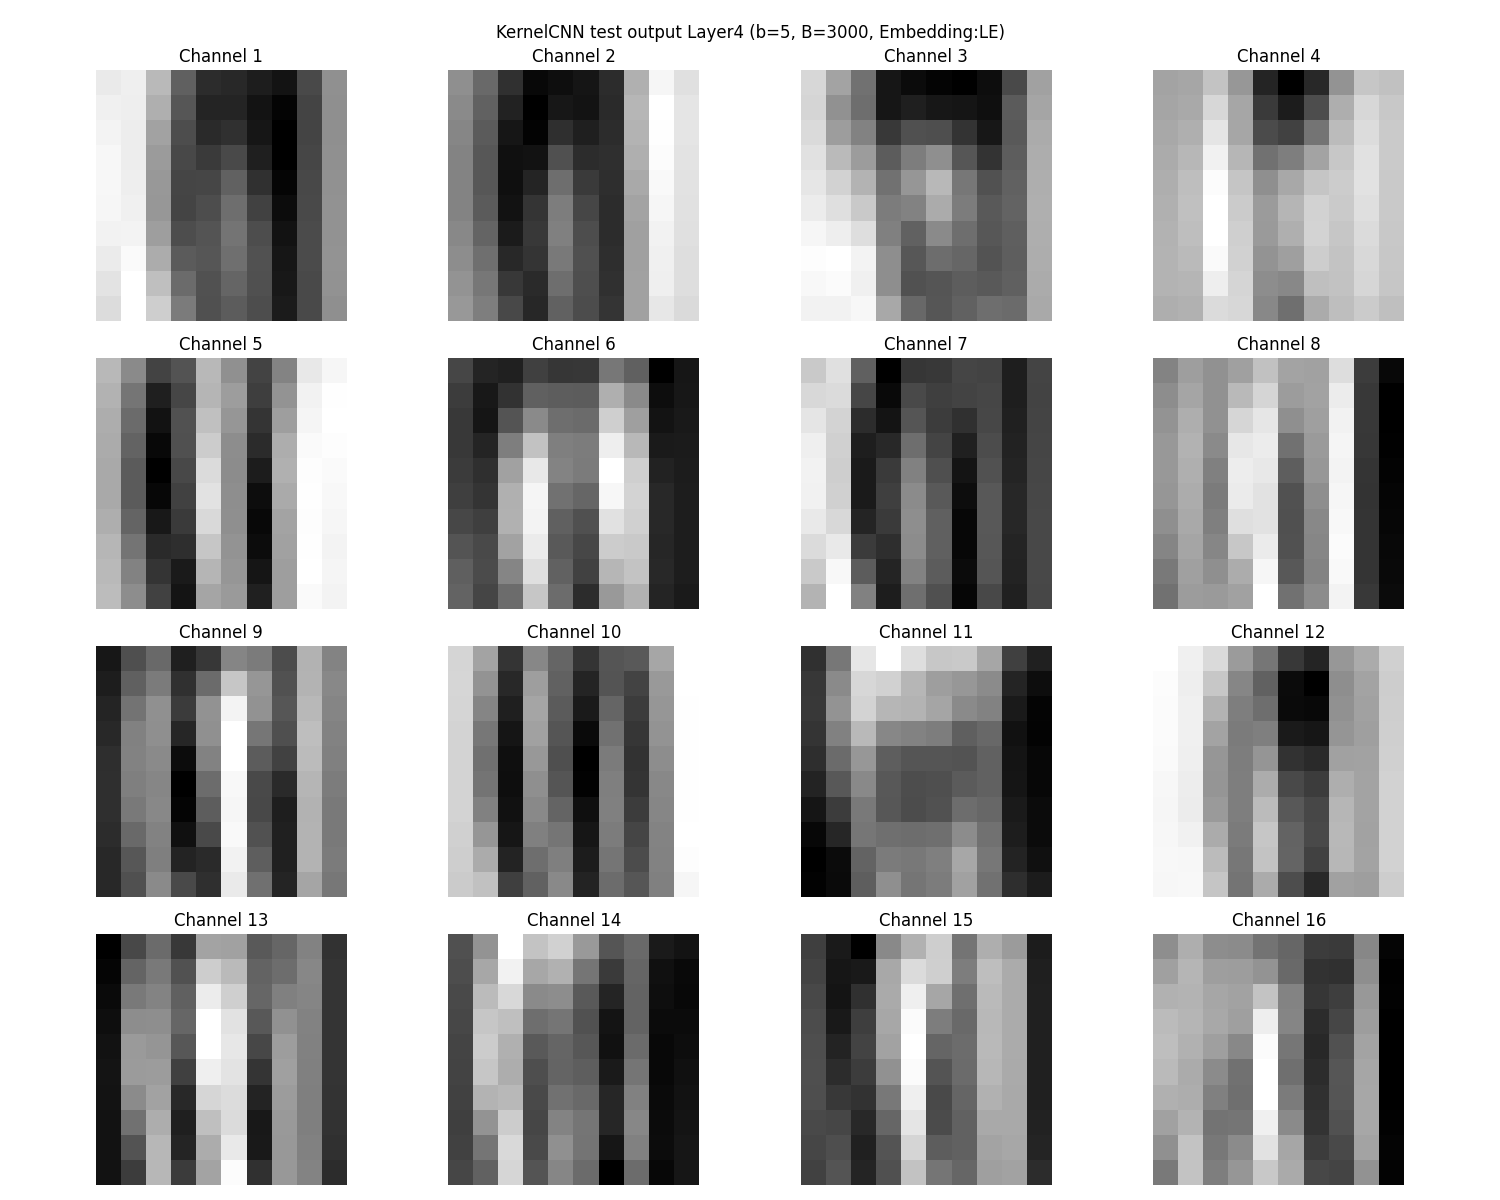 KernelCNN test output Layer4 (b=5, B=3000, Embedding:LE)
Channel 1
Channel 2
Channel 3
Channel 4
Channel 5
Channel 6
Channel 7
Channel 8
Channel 9
Channel 10
Channel 11
Channel 12
Channel 13
Channel 14
Channel 15
Channel 16